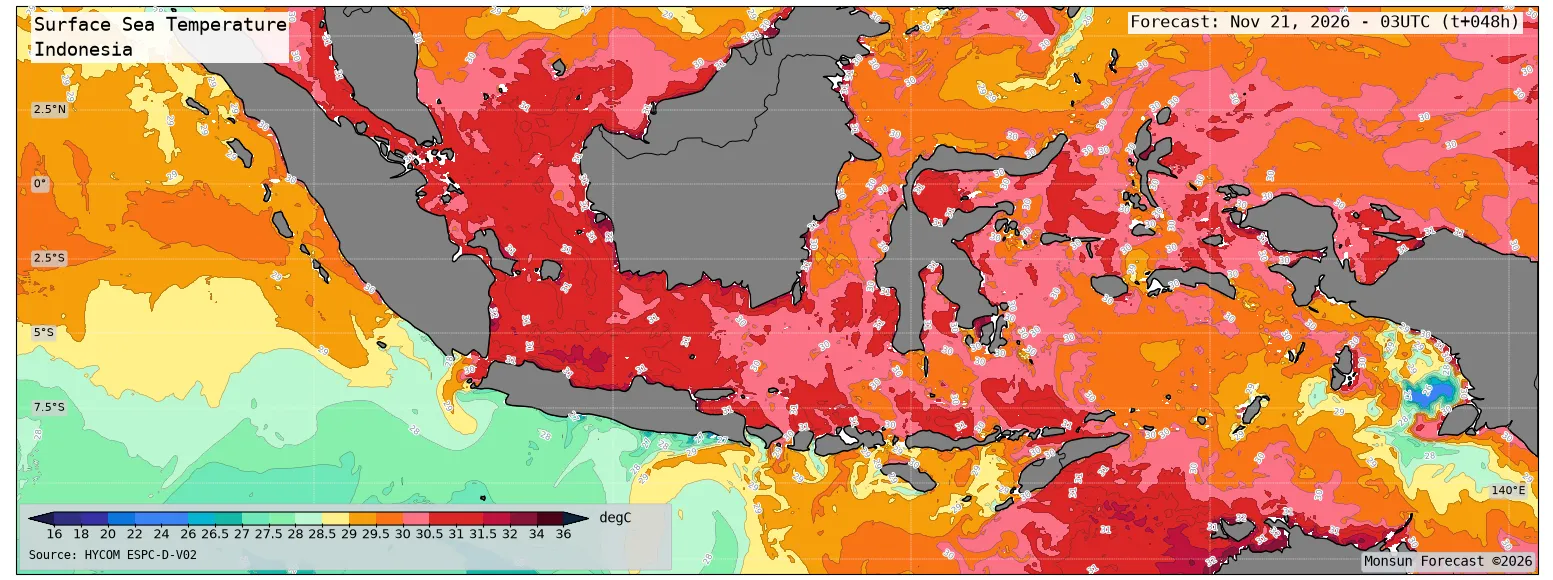 Surface Sea Temperature
Indonesia
Forecast: Nov 21, 2026 - 03UTC (t+048h)
2.5°N
0°
2.5°S
5°S
7.5°S
140°E
degC
16 18 20 22 24 26 26.5 27 27.5 28 28.5 29 29.5 30 30.5 31 31.5 32 34 36
Source: HYCOM ESPC-D-V02
Monsun Forecast ©2026